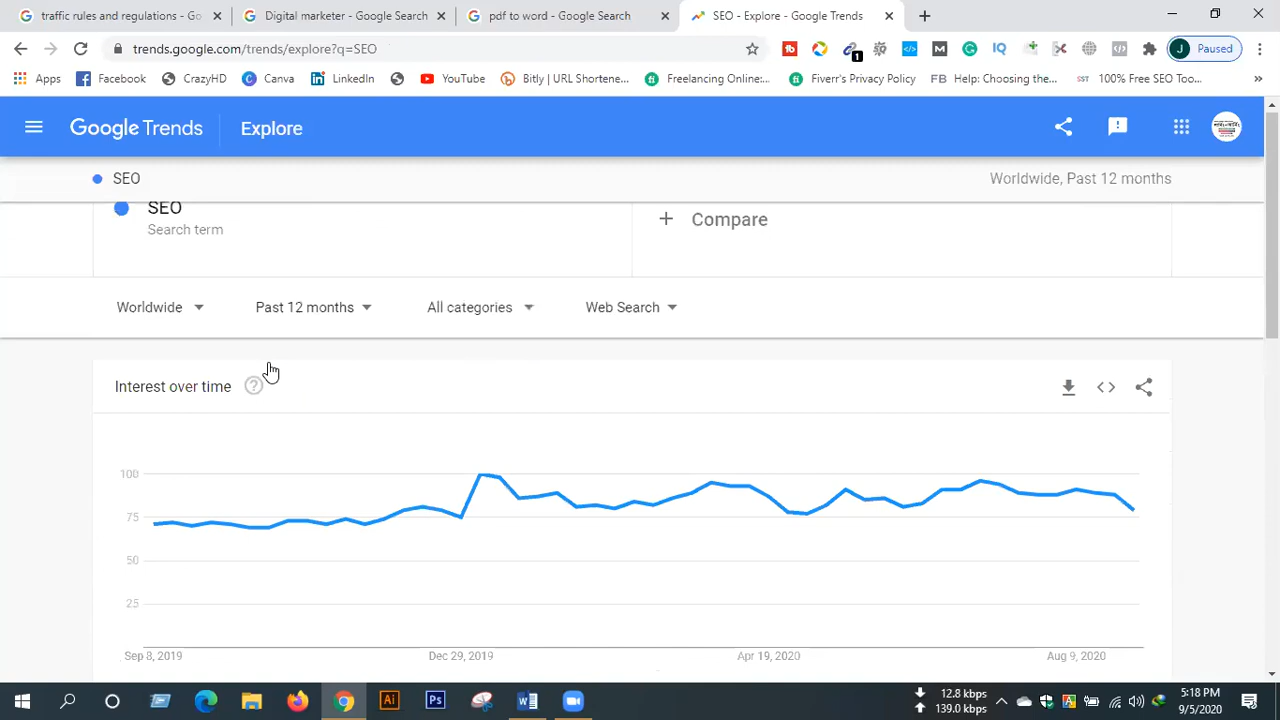 traffic rules and regulations - Go
Digital marketer - Google Search
pdf to word - Google Search
SEO - Explore - Google Trends
trends.google.com/trends/explore?q=SEO
1
M
IQ
J Paused
Apps
Facebook
CrazyHD
Canva
LinkedIn
YouTube
Bitly | URL Shortene...
Freelancing Online:...
Fiverr's Privacy Policy
FB Help: Choosing the...
SST 100% Free SEO Too...
»
Google Trends
Explore
SEO
Worldwide, Past 12 months
SEO
Search term
+ Compare
Worldwide
Past 12 months
All categories
Web Search
Interest over time ?
100
75
50
25
Sep 8, 2019
Dec 29, 2019
Apr 19, 2020
Aug 9, 2020
Ai
Ps
12.8 kbps
139.0 kbps
5:18 PM
9/5/2020